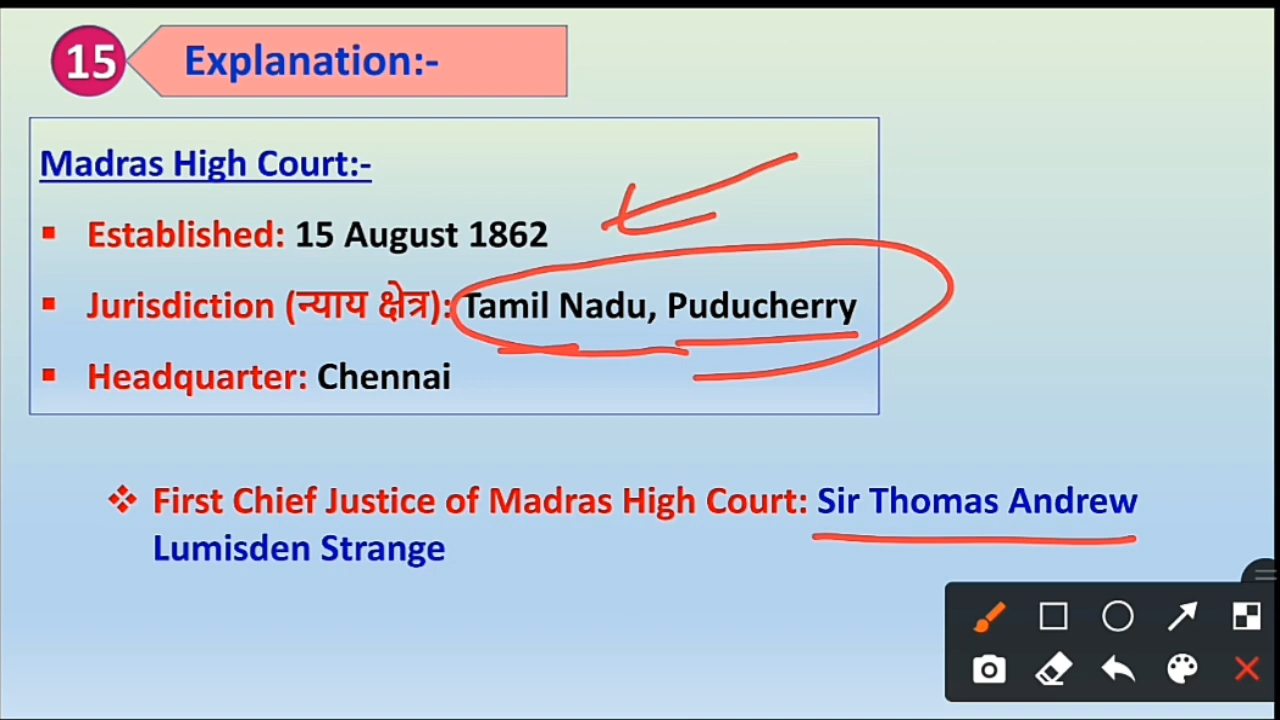 15 Explanation:-
Madras High Court:-
▪ Established: 15 August 1862
▪ Jurisdiction (न्याय क्षेत्र): Tamil Nadu, Puducherry
▪ Headquarter: Chennai
❖ First Chief Justice of Madras High Court: Sir Thomas Andrew
Lumisden Strange